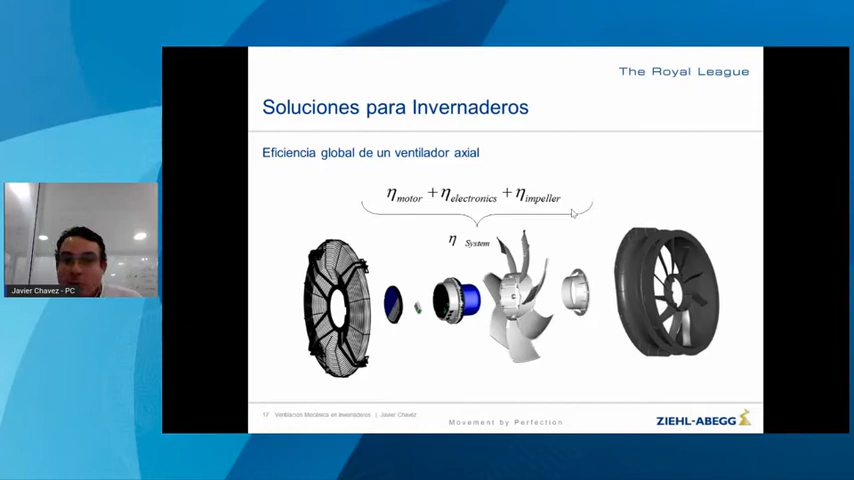 The Royal League
Soluciones para Invernaderos
Eficiencia global de un ventilador axial
η motor + η electronics + η impeller
η System
Javier Chavez - PC
17 Ventilación Mecánica en Invernaderos | Javier Chavez
Movement by Perfection
ZIEHL-ABEGG